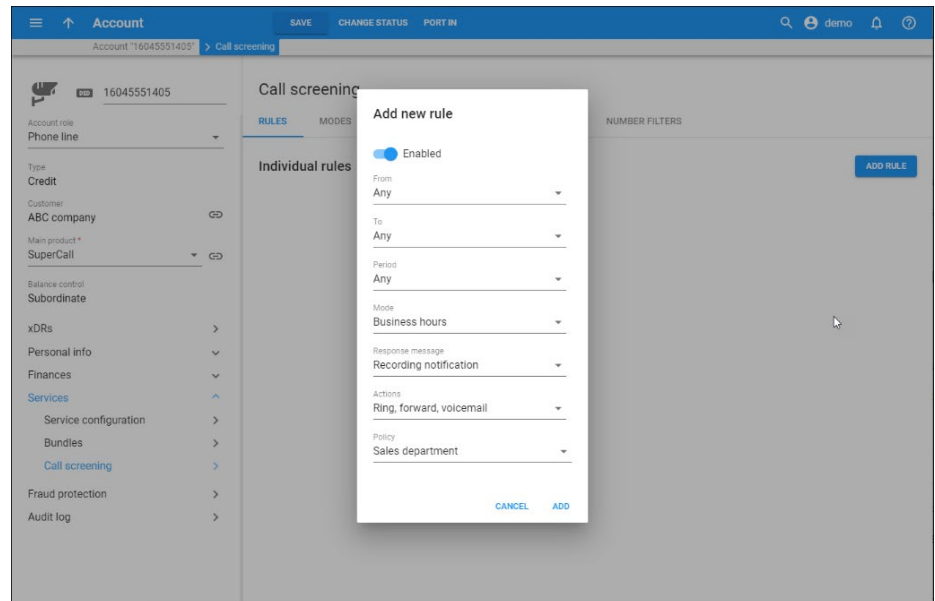 Account
SAVE
CHANGE STATUS
PORT IN
demo
Account "16045551405"
Call screening
DID
16045551405
Account role
Phone line
Type
Credit
Customer
ABC company
Main product *
SuperCall
Balance control
Subordinate
xDRs
Personal info
Finances
Services
Service configuration
Bundles
Call screening
Fraud protection
Audit log
Call screening
RULES
MODES
NUMBER FILTERS
Individual rules
ADD RULE
Add new rule
Enabled
From
Any
To
Any
Period
Any
Mode
Business hours
Response message
Recording notification
Actions
Ring, forward, voicemail
Policy
Sales department
CANCEL
ADD